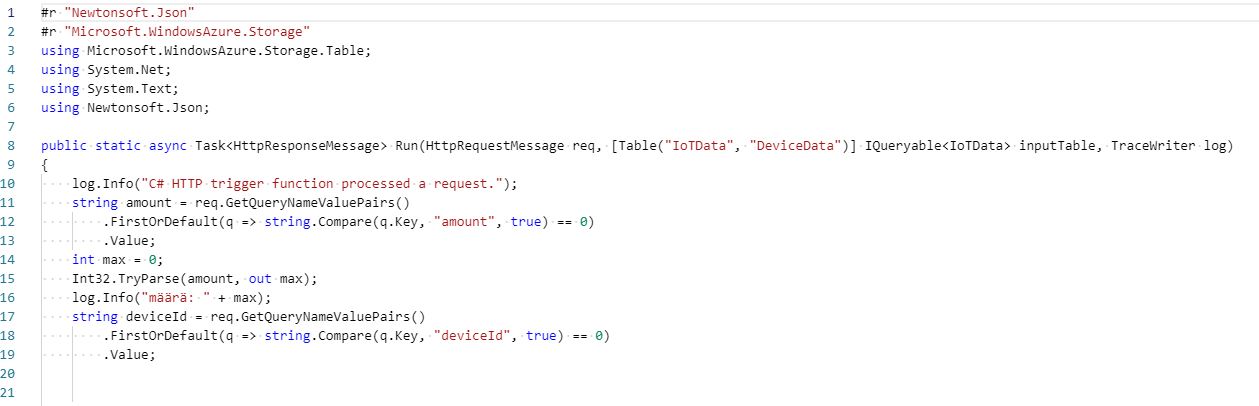 1 #r "Newtonsoft.Json"
2 #r "Microsoft.WindowsAzure.Storage"
3 using Microsoft.WindowsAzure.Storage.Table;
4 using System.Net;
5 using System.Text;
6 using Newtonsoft.Json;
7
8 public static async Task<HttpResponseMessage> Run(HttpRequestMessage req, [Table("IoTData", "DeviceData")] IQueryable<IoTData> inputTable, TraceWriter log)
9 {
10     log.Info("C# HTTP trigger function processed a request.");
11     string amount = req.GetQueryNameValuePairs()
12         .FirstOrDefault(q => string.Compare(q.Key, "amount", true) == 0)
13         .Value;
14     int max = 0;
15     Int32.TryParse(amount, out max);
16     log.Info("määrä: " + max);
17     string deviceId = req.GetQueryNameValuePairs()
18         .FirstOrDefault(q => string.Compare(q.Key, "deviceId", true) == 0)
19         .Value;
20
21